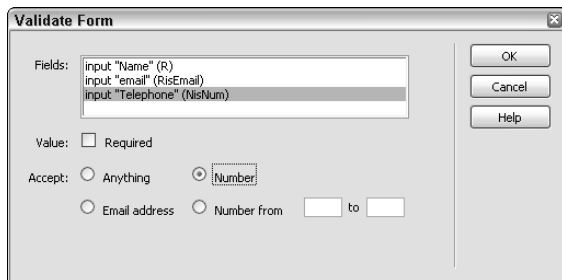 Validate Form
Fields:
input "Name" (R)
input "email" (RisEmail)
input "Telephone" (NisNum)
OK
Cancel
Help
Value: Required
Accept: Anything Number
Email address Number from to